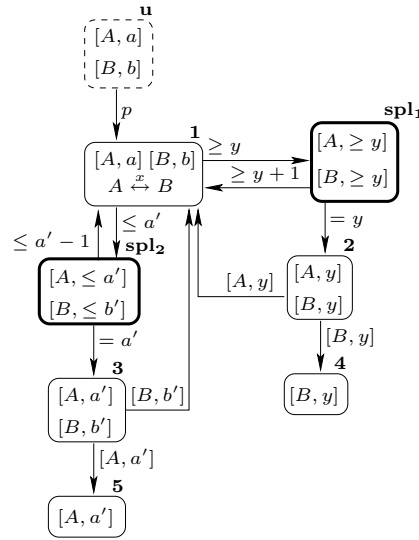 u
[A, a]
[B, b]
p
1
[A, a] [B, b]
A ↔ B
x
≥ y
≥ y + 1
spl₁
[A, ≥ y]
[B, ≥ y]
= y
2
[A, y]
[B, y]
[A, y]
[B, y]
4
[B, y]
≤ a′ − 1
≤ a′
spl₂
[A, ≤ a′]
[B, ≤ b′]
= a′
3
[A, a′]
[B, b′]
[B, b′]
[A, a′]
5
[A, a′]